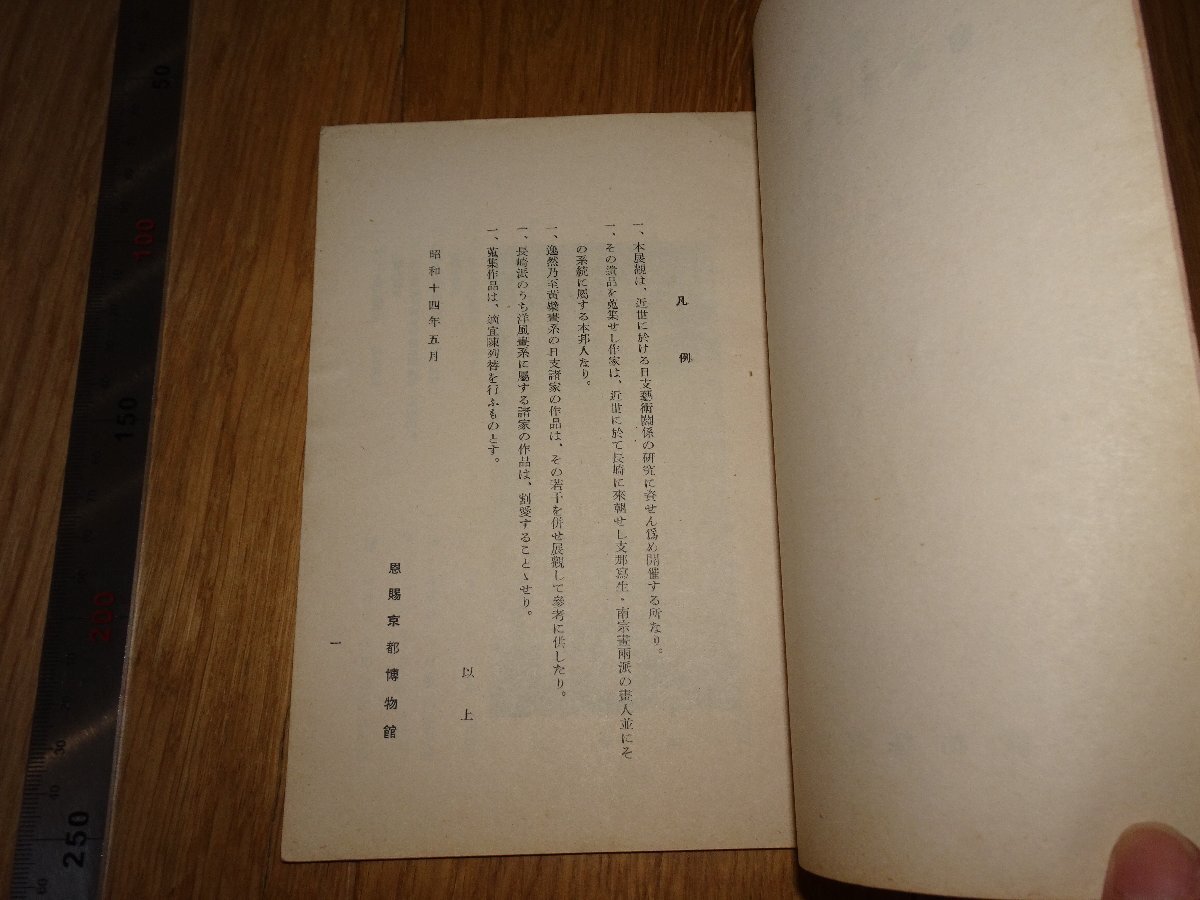 凡例
一、本展觀は、近世に於ける日支藝術關係の研究に資せん爲め開催する所なり。
一、その遺品を蒐集せし作家は、近世に於て長崎に來朝せし支那寫生・南宗畫兩派の畫人並にそ
の系統に屬する本邦人なり。
一、逸然乃至黄檗畫系の日支諸家の作品は、その若干を併せ展觀して參考に供したり。
一、長崎派のうち洋風畫系に屬する諸家の作品は、割愛することゝせり。
一、蒐集作品は、適宜陳列替を行ふものとす。
以上
昭和十四年五月
恩賜京都博物館
一
50
100
150
200
250